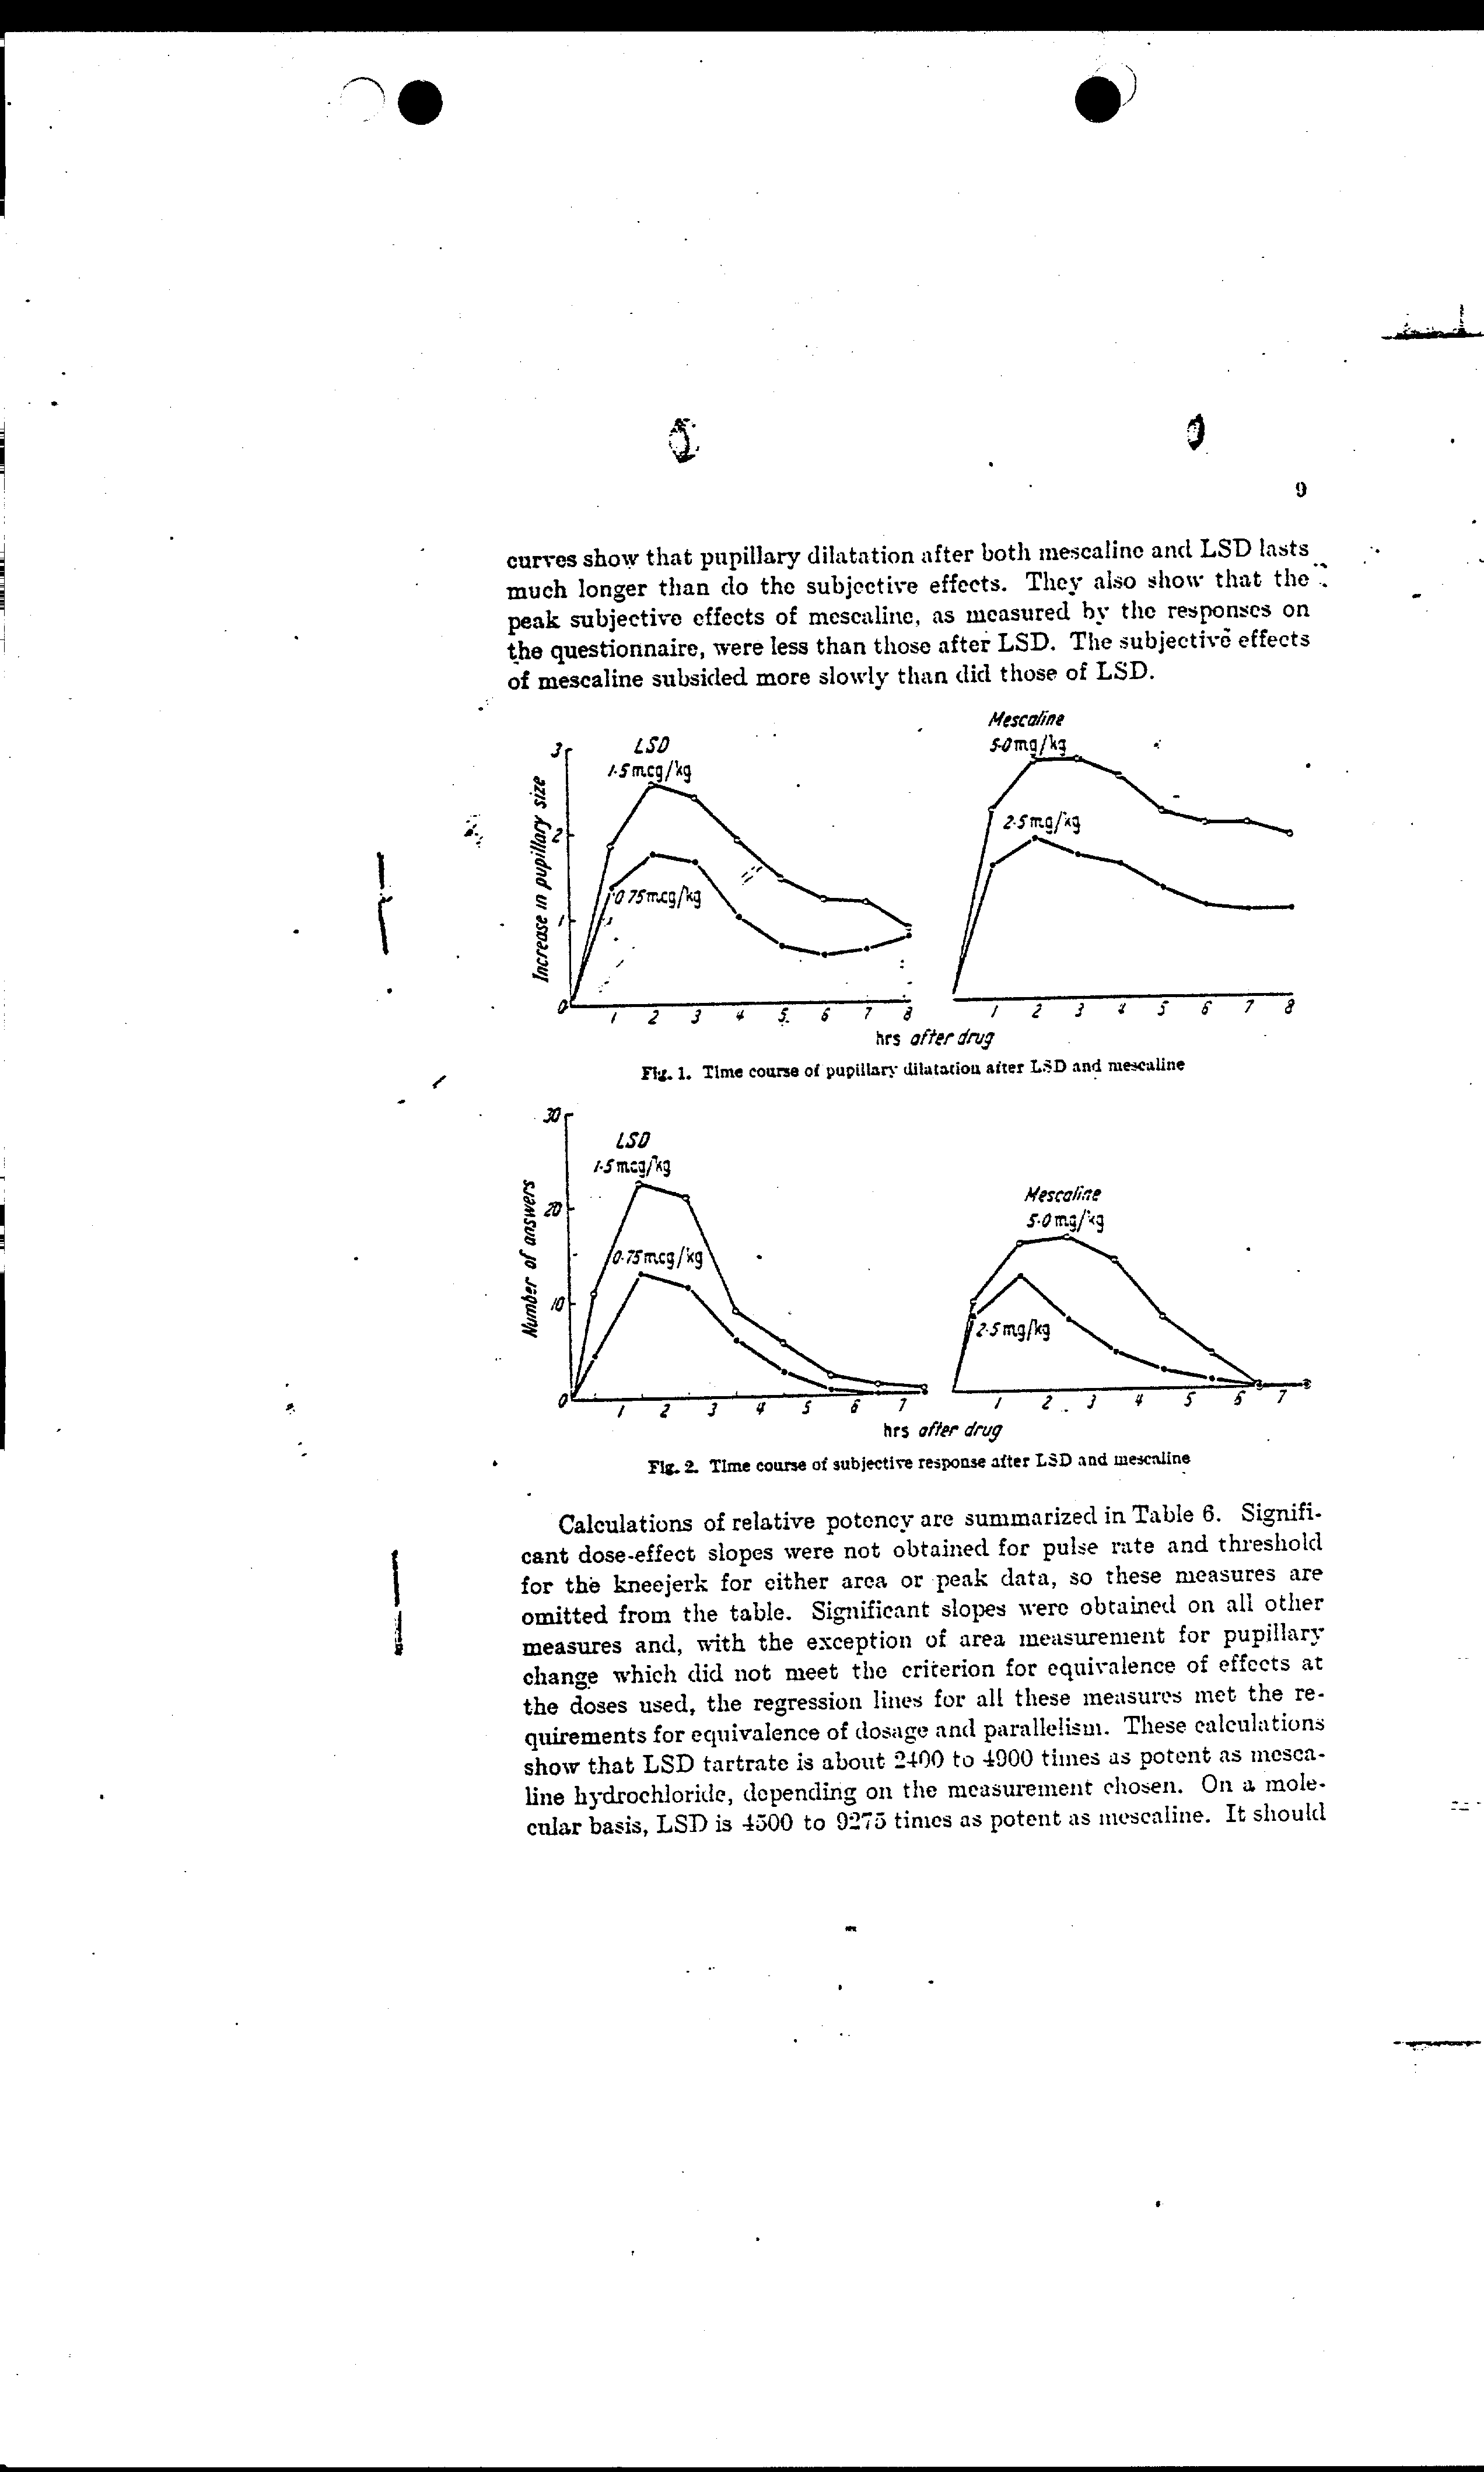 9
curves show that pupillary dilatation after both mescaline and LSD lasts
much longer than do the subjective effects. They also show that the
peak subjective effects of mescaline, as measured by the responses on
the questionnaire, were less than those after LSD. The subjective effects
of mescaline subsided more slowly than did those of LSD.
Increase in pupillary size
3
2
1
0
LSD
1.5 mcg/kg
0.75 mcg/kg
1 2 3 4 5 6 7 8
Mescaline
5.0 mg/kg
2.5 mg/kg
1 2 3 4 5 6 7 8
hrs after drug
Fig. 1. Time course of pupillary dilatation after LSD and mescaline
Number of answers
30
20
10
0
LSD
1.5 mcg/kg
0.75 mcg/kg
1 2 3 4 5 6 7
Mescaline
5.0 mg/kg
2.5 mg/kg
1 2 3 4 5 6 7
hrs after drug
Fig. 2. Time course of subjective response after LSD and mescaline
Calculations of relative potency are summarized in Table 6. Signifi-
cant dose-effect slopes were not obtained for pulse rate and threshold
for the kneejerk for either area or peak data, so these measures are
omitted from the table. Significant slopes were obtained on all other
measures and, with the exception of area measurement for pupillary
change which did not meet the criterion for equivalence of effects at
the doses used, the regression lines for all these measures met the re-
quirements for equivalence of dosage and parallelism. These calculations
show that LSD tartrate is about 2400 to 4900 times as potent as mesca-
line hydrochloride, depending on the measurement chosen. On a mole-
cular basis, LSD is 4500 to 9275 times as potent as mescaline. It should